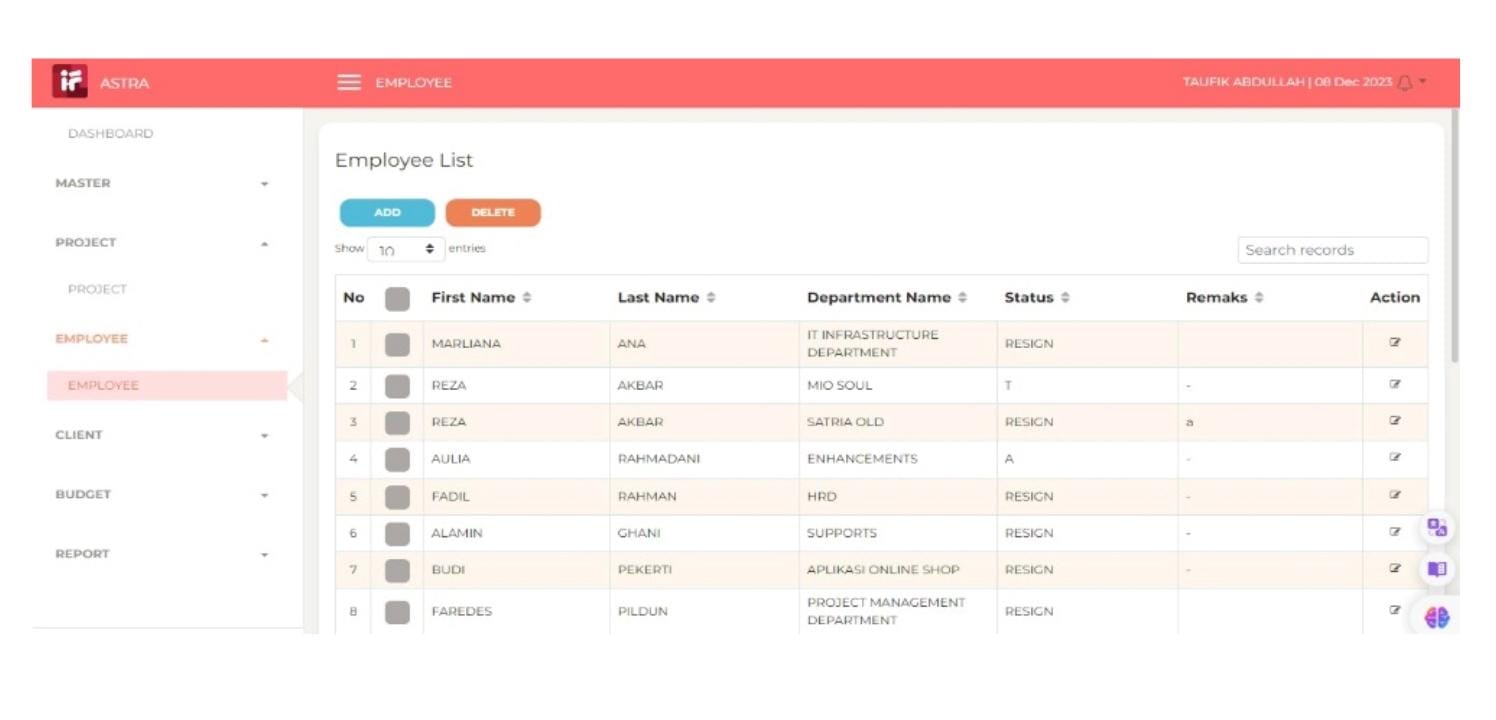 iF ASTRA
EMPLOYEE
TAUFIK ABDULLAH | 08 Dec 2023
DASHBOARD
MASTER
PROJECT
PROJECT
EMPLOYEE
EMPLOYEE
CLIENT
BUDGET
REPORT
Employee List
ADD DELETE
Show 10 entries
Search records
No First Name Last Name Department Name Status Remaks Action
1 MARLIANA ANA IT INFRASTRUCTURE DEPARTMENT RESIGN
2 REZA AKBAR MIO SOUL T -
3 REZA AKBAR SATRIA OLD RESIGN a
4 AULIA RAHMADANI ENHANCEMENTS A -
5 FADIL RAHMAN HRD RESIGN -
6 ALAMIN GHANI SUPPORTS RESIGN -
7 BUDI PEKERTI APLIKASI ONLINE SHOP RESIGN -
8 FAREDES PILDUN PROJECT MANAGEMENT DEPARTMENT RESIGN